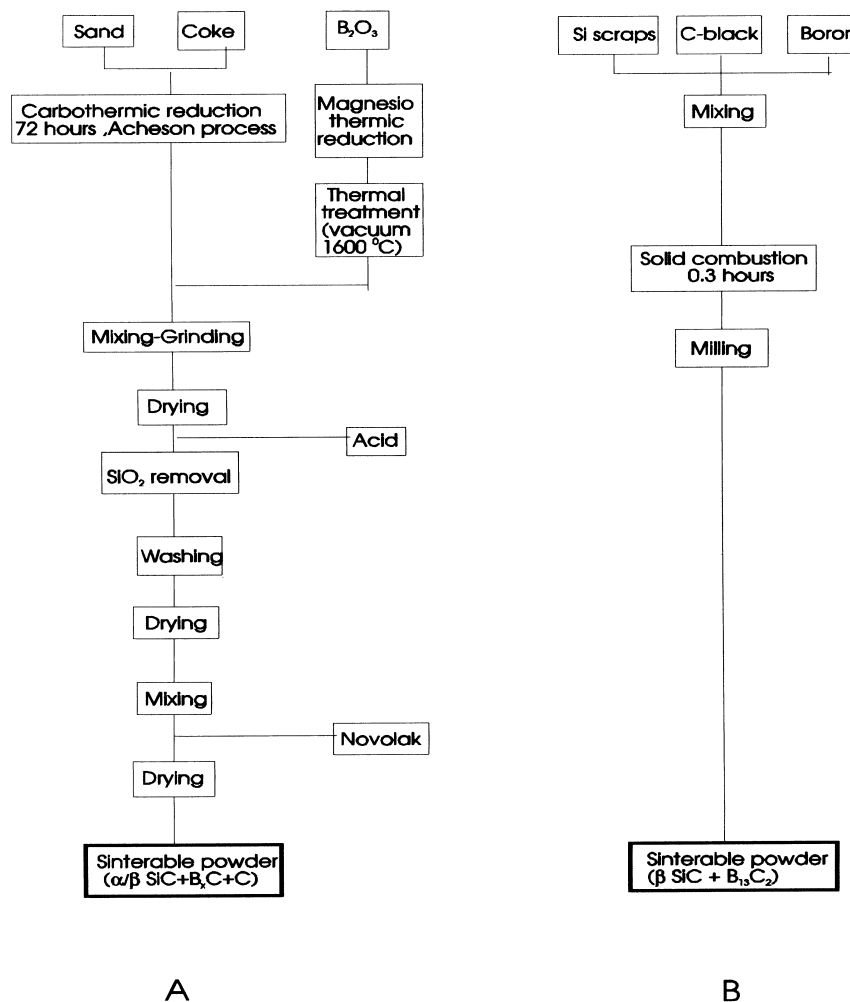 Sand
Coke
B₂O₃
Carbothermic reduction
72 hours ,Acheson process
Magnesio
thermic
reduction
Thermal
treatment
(vacuum
1600 °C)
Mixing-Grinding
Drying
Acid
SiO₂ removal
Washing
Drying
Mixing
Novolak
Drying
Sinterable powder
(α/β SiC+BₓC+C)
A
Si scraps
C-black
Boron
Mixing
Solid combustion
0.3 hours
Milling
Sinterable powder
(β SiC + B₁₃C₂)
B